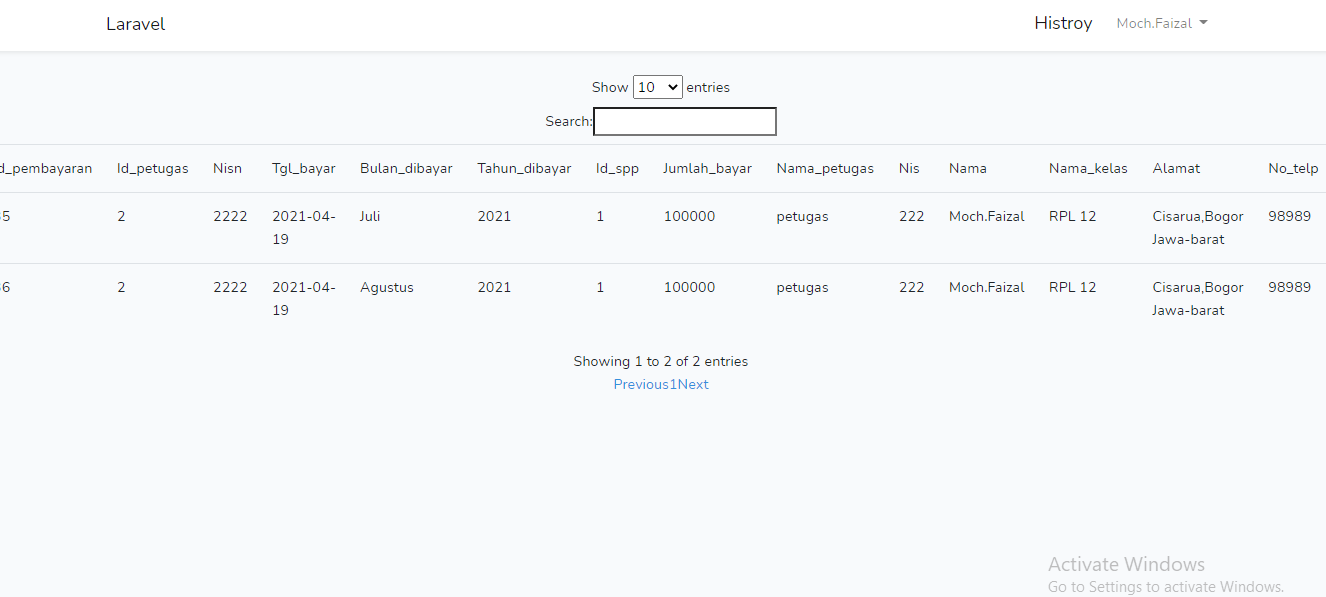 Laravel Histroy Moch.Faizal
Show 10 entries
Search:
d_pembayaran Id_petugas Nisn Tgl_bayar Bulan_dibayar Tahun_dibayar Id_spp Jumlah_bayar Nama_petugas Nis Nama Nama_kelas Alamat No_telp
5 2 2222 2021-04- Juli 2021 1 100000 petugas 222 Moch.Faizal RPL 12 Cisarua,Bogor 98989
19 Jawa-barat
6 2 2222 2021-04- Agustus 2021 1 100000 petugas 222 Moch.Faizal RPL 12 Cisarua,Bogor 98989
19 Jawa-barat
Showing 1 to 2 of 2 entries
Previous1Next
Activate Windows
Go to Settings to activate Windows.